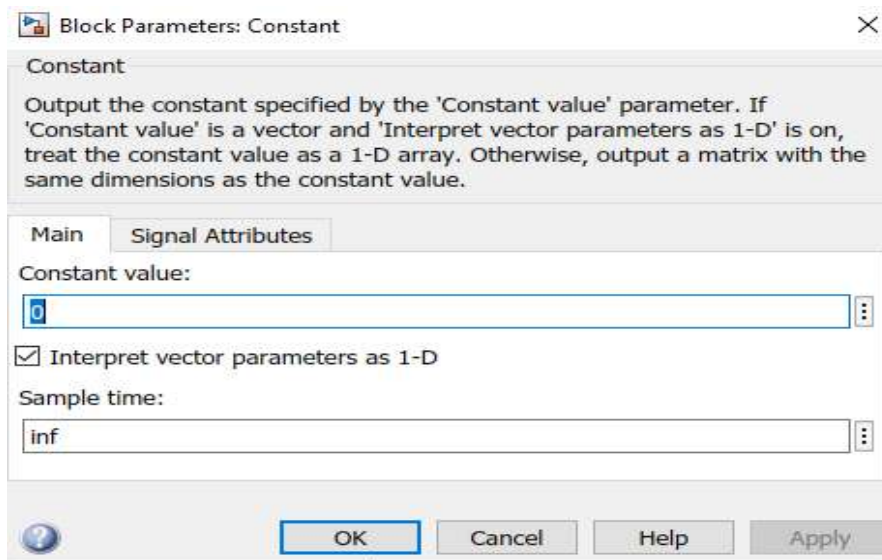 Block Parameters: Constant
Constant
Output the constant specified by the 'Constant value' parameter. If
'Constant value' is a vector and 'Interpret vector parameters as 1-D' is on,
treat the constant value as a 1-D array. Otherwise, output a matrix with the
same dimensions as the constant value.
Main Signal Attributes
Constant value:
0
Interpret vector parameters as 1-D
Sample time:
inf
OK Cancel Help Apply